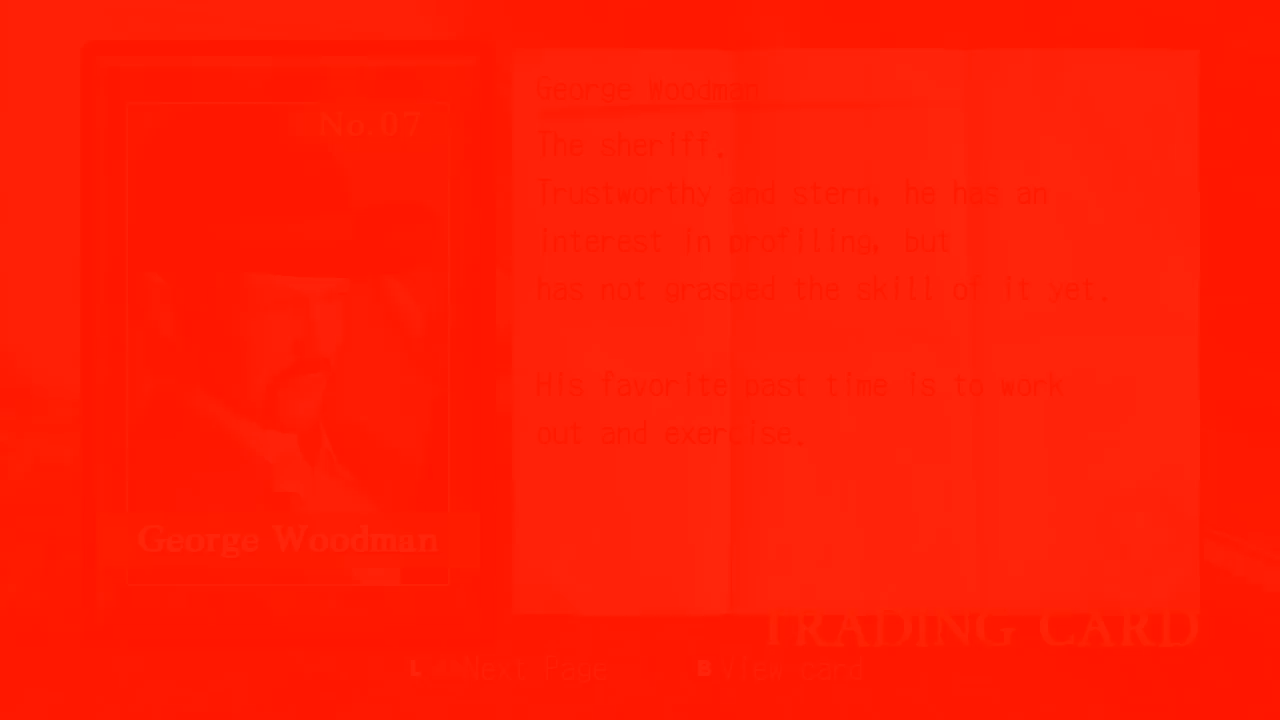 No.07
George Woodman
George Woodman
The sheriff.
Trustworthy and stern, he has an
interest in profiling, but
has not grasped the skill of it yet.
His favorite past time is to work
out and exercise.
TRADING CARD
L Next Page
B View card